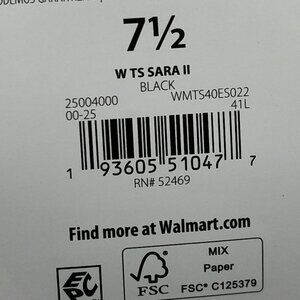 7½
W TS SARA II
BLACK
25004000 WMTS40ES022
00-25 41L
1 93605 51047 7
RN# 52469
Find more at Walmart.com
EPC
FSC
MIX
Paper
FSC® C125379